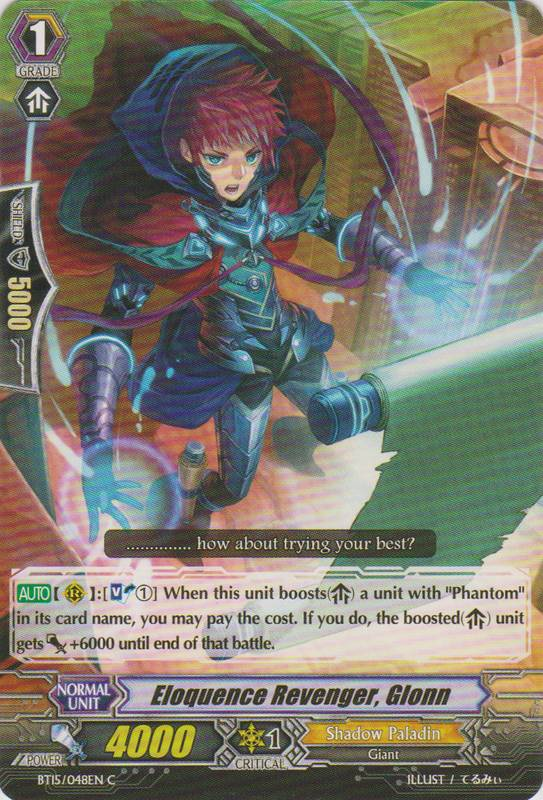 1
GRADE
SHIELD
5000
.............. how about trying your best?
AUTO [ R ]:[V ①] When this unit boosts( ) a unit with "Phantom"
in its card name, you may pay the cost. If you do, the boosted( ) unit
gets +6000 until end of that battle.
NORMAL
UNIT
Eloquence Revenger, Glonn
POWER
4000
1
CRITICAL
Shadow Paladin
Giant
BT15/048EN C
ILLUST / てるみぃ